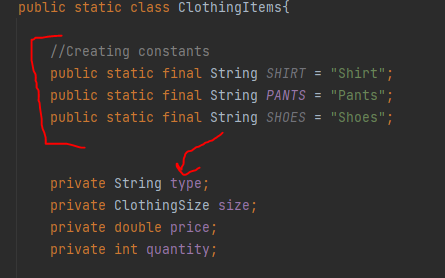 public static class ClothingItems{
//Creating constants
public static final String SHIRT = "Shirt";
public static final String PANTS = "Pants";
public static final String SHOES = "Shoes";
private String type;
private ClothingSize size;
private double price;
private int quantity;